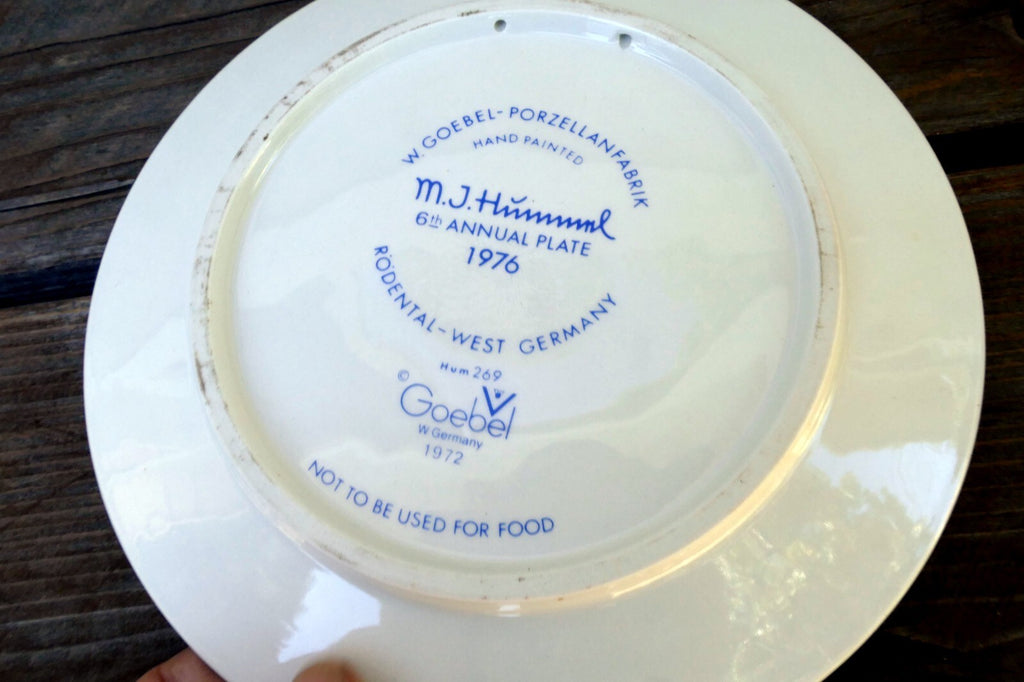 W. GOEBEL-PORZELLANFABRIK
HAND PAINTED
M.J.Hummel
6th ANNUAL PLATE
1976
RÖDENTAL-WEST GERMANY
Hum 269
© Goebel
W. Germany
1972
NOT TO BE USED FOR FOOD